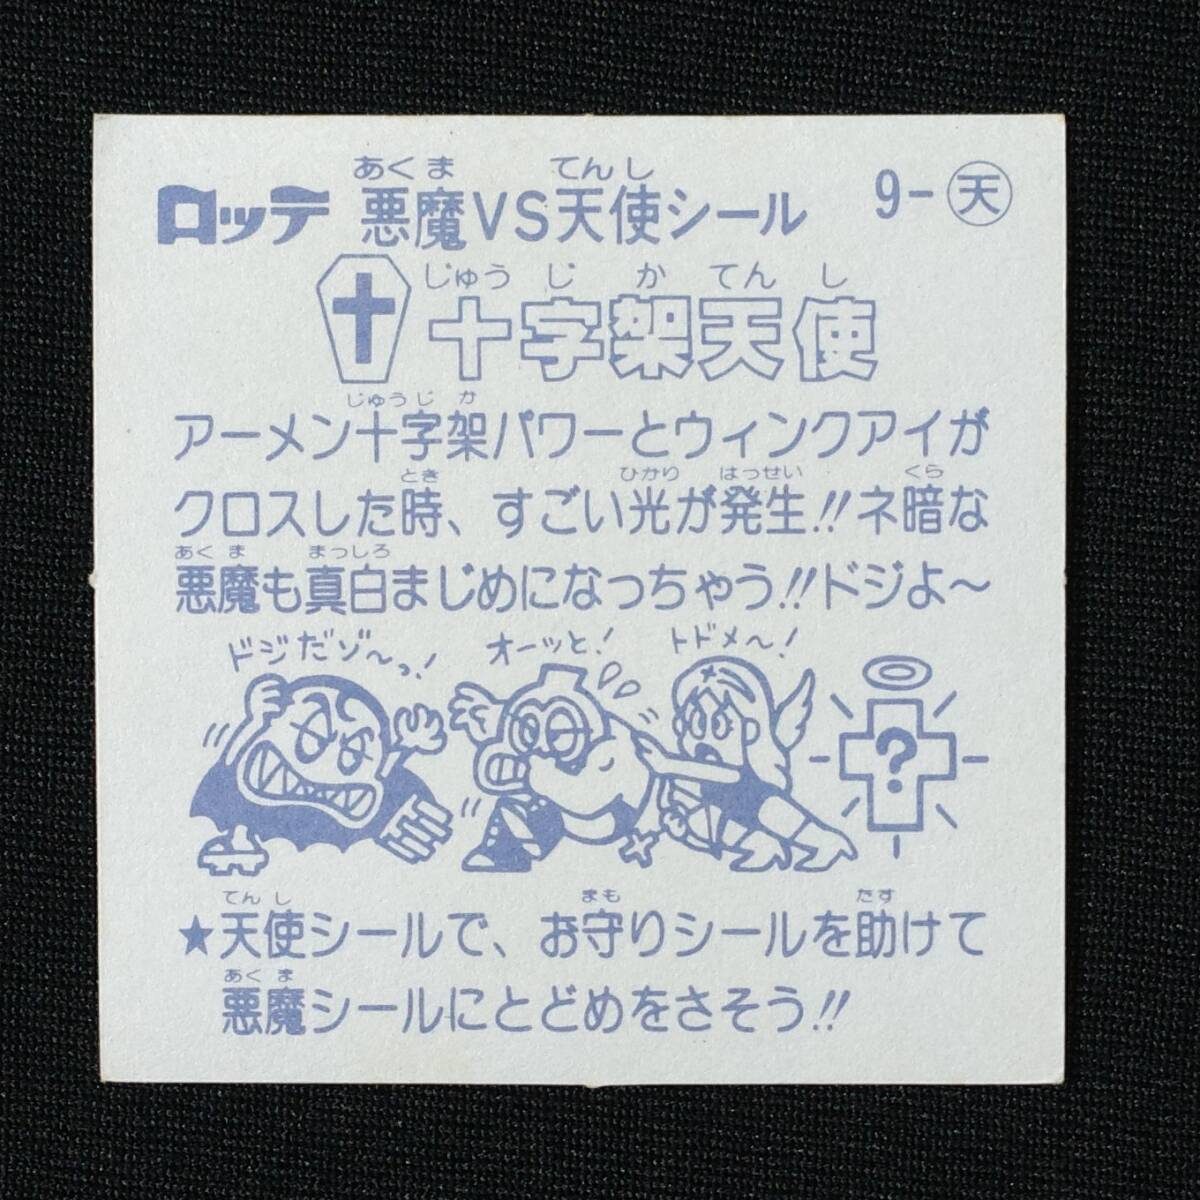 ロッテ 悪魔VS天使シール 9-天
あくま てんし
十字架天使
じゅうじかてんし
アーメン十字架パワーとウィンクアイが
じゅうじか
クロスした時、すごい光が発生!!ネ暗な
とき ひかり はっせい くら
悪魔も真白まじめになっちゃう!!ドジよ〜
あくま まっしろ
ドジだゾ〜っ! オーッと! トドメ〜!
?
★天使シールで、お守りシールを助けて
てんし まも たす
悪魔シールにとどめをさそう!!
あくま